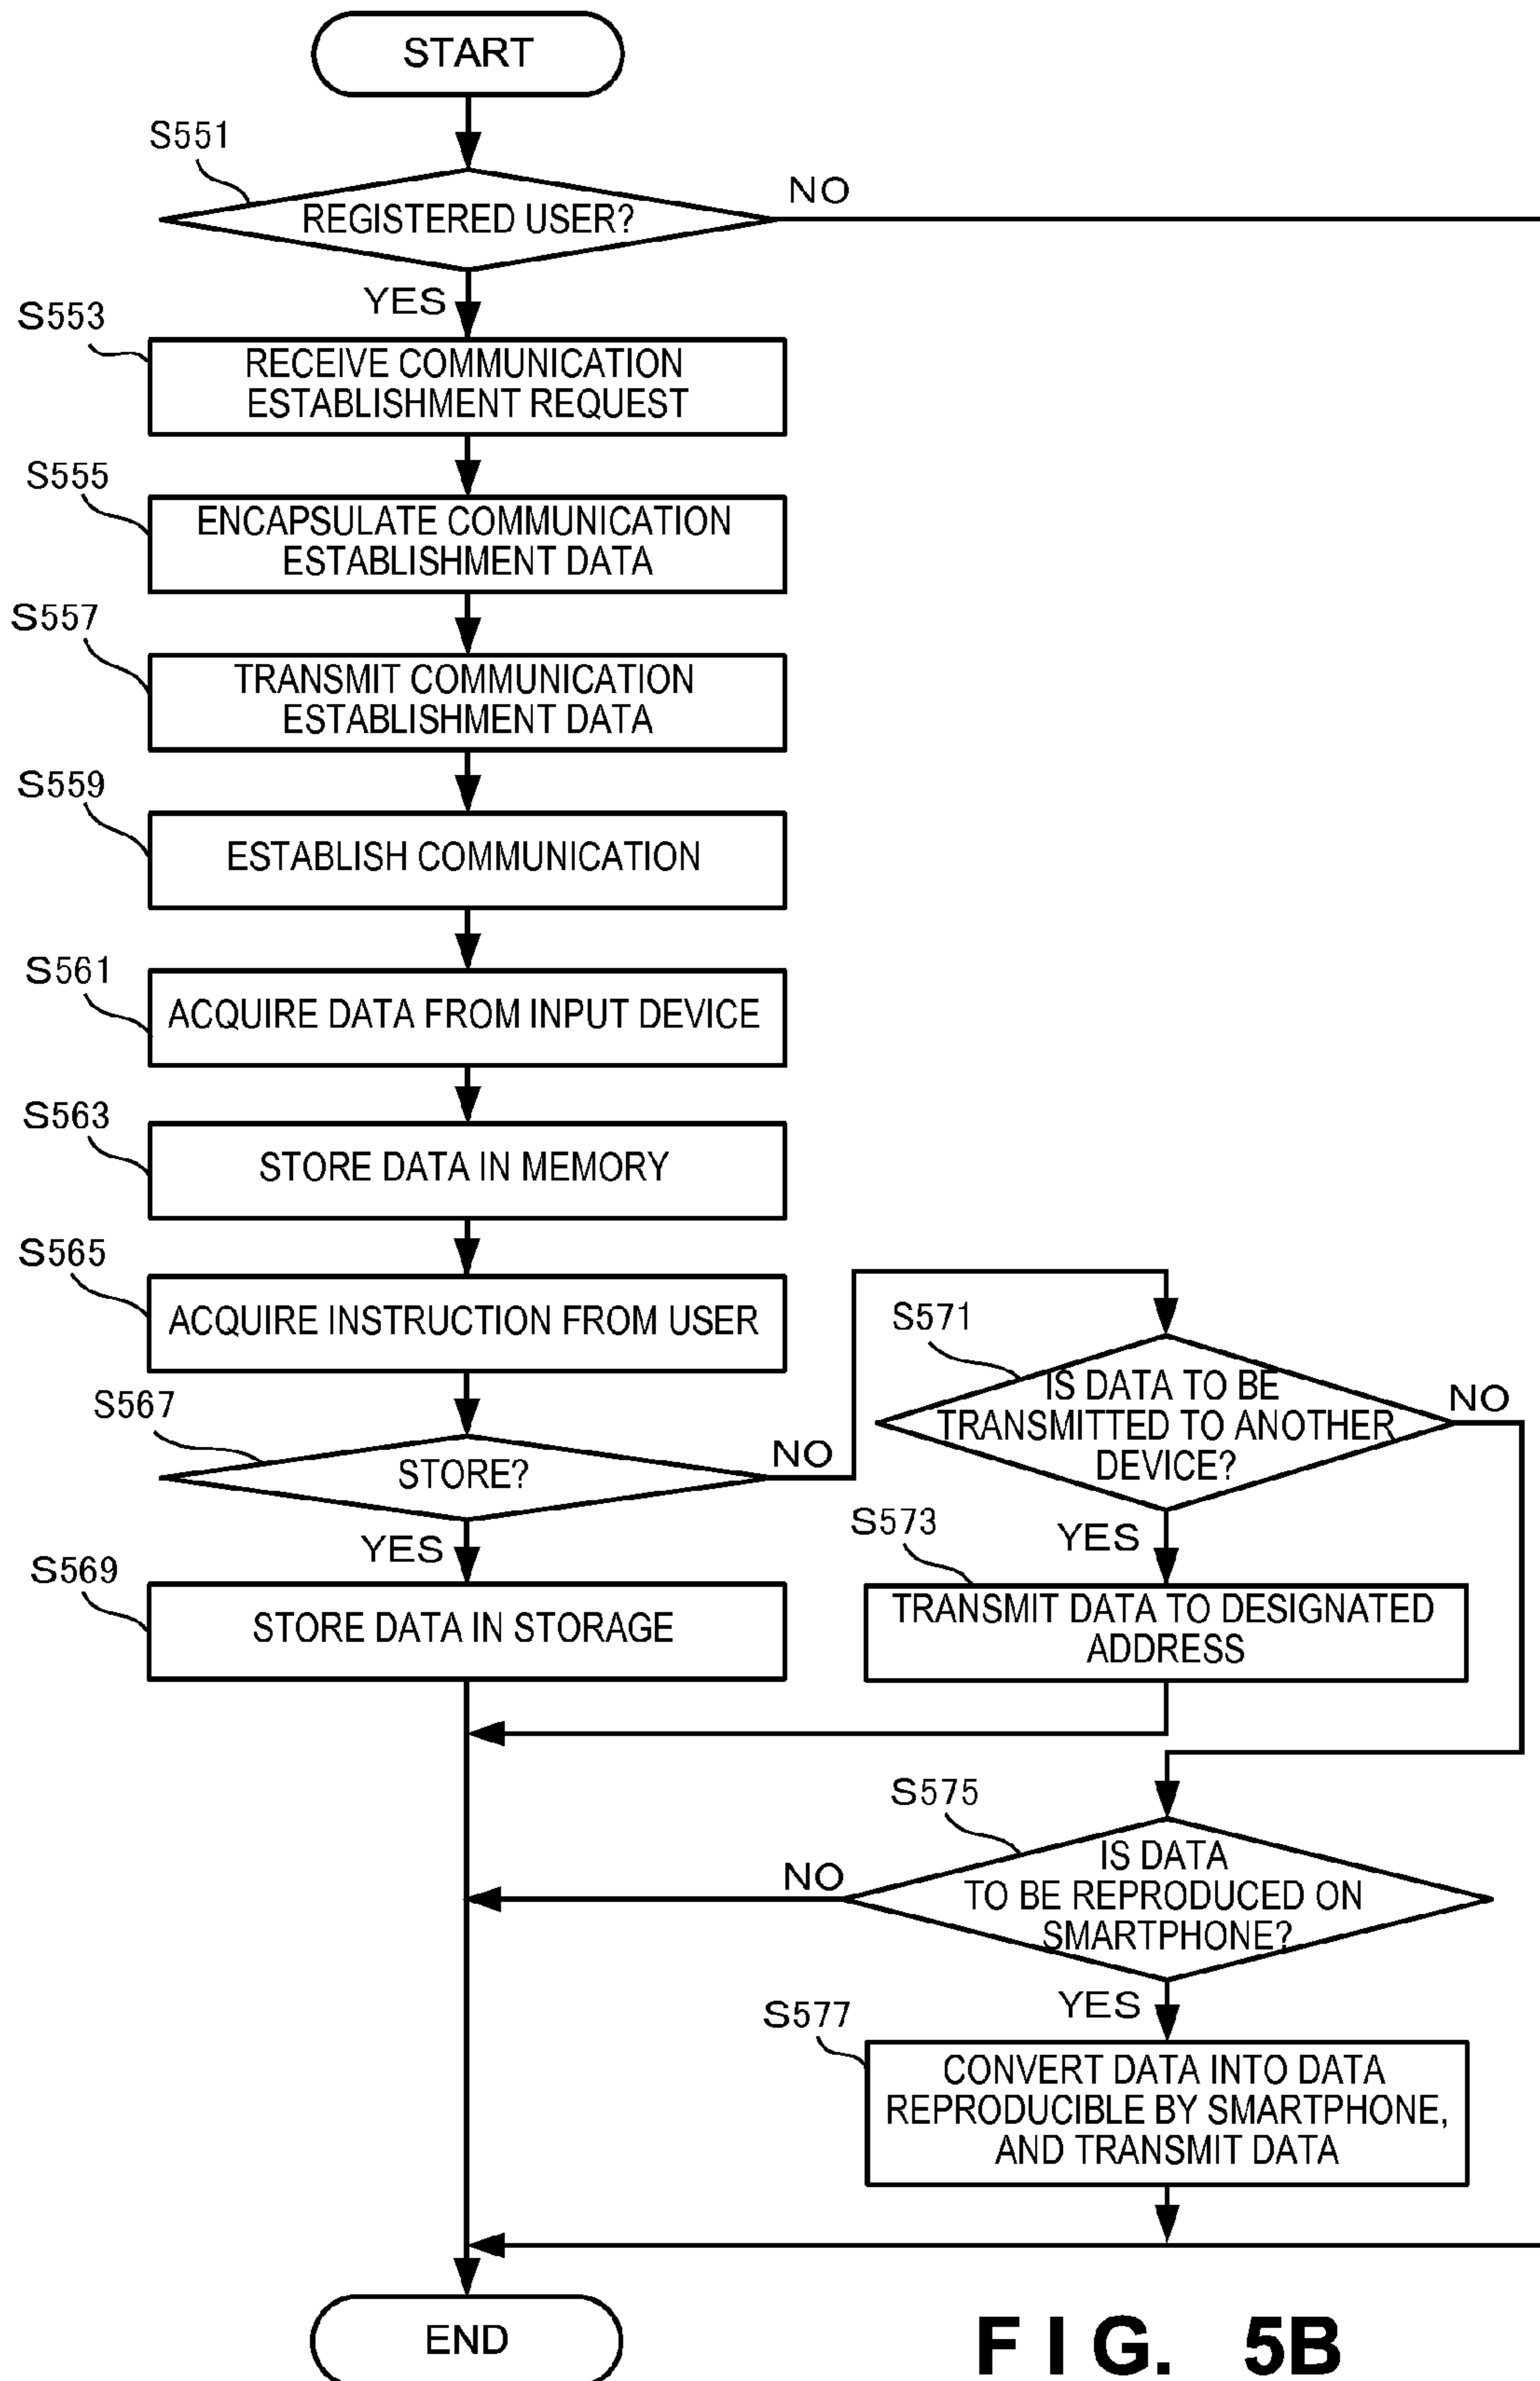 START
S551
REGISTERED USER?
NO
YES
S553
RECEIVE COMMUNICATION
ESTABLISHMENT REQUEST
S555
ENCAPSULATE COMMUNICATION
ESTABLISHMENT DATA
S557
TRANSMIT COMMUNICATION
ESTABLISHMENT DATA
S559
ESTABLISH COMMUNICATION
S561
ACQUIRE DATA FROM INPUT DEVICE
S563
STORE DATA IN MEMORY
S565
ACQUIRE INSTRUCTION FROM USER
S567
STORE?
NO
YES
S569
STORE DATA IN STORAGE
S571
IS DATA TO BE
TRANSMITTED TO ANOTHER
DEVICE?
NO
YES
S573
TRANSMIT DATA TO DESIGNATED
ADDRESS
S575
IS DATA
TO BE REPRODUCED ON
SMARTPHONE?
NO
YES
S577
CONVERT DATA INTO DATA
REPRODUCIBLE BY SMARTPHONE,
AND TRANSMIT DATA
END
FIG. 5B